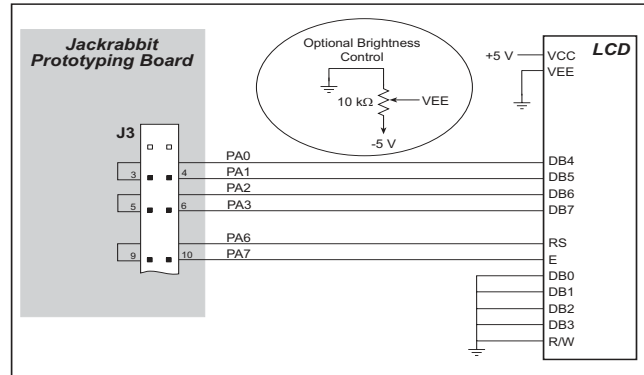 Jackrabbit
Prototyping Board
Optional Brightness
Control
10 kΩ
VEE
-5 V
+5 V
VCC
VEE
LCD
J3
3
4
5
6
9
10
PA0
PA1
PA2
PA3
PA6
PA7
DB4
DB5
DB6
DB7
RS
E
DB0
DB1
DB2
DB3
R/W